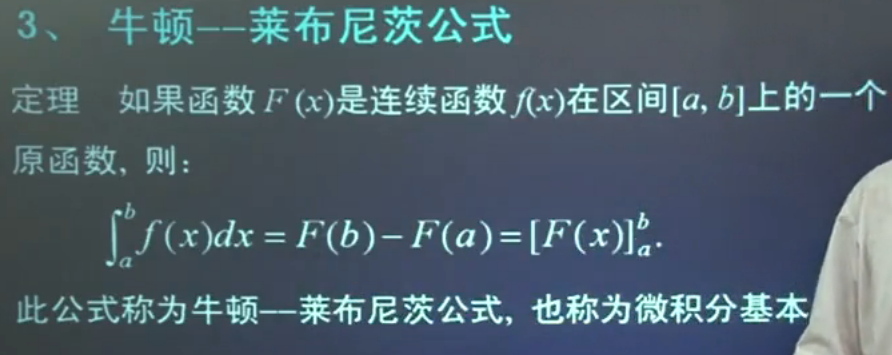 3、 牛顿——莱布尼茨公式
定理 如果函数 F (x)是连续函数 f(x)在区间[a, b]上的一个
原函数, 则:
∫_a^b f(x)dx = F(b) − F(a) = [F(x)]_a^b.
此公式称为牛顿——莱布尼茨公式, 也称为微积分基本